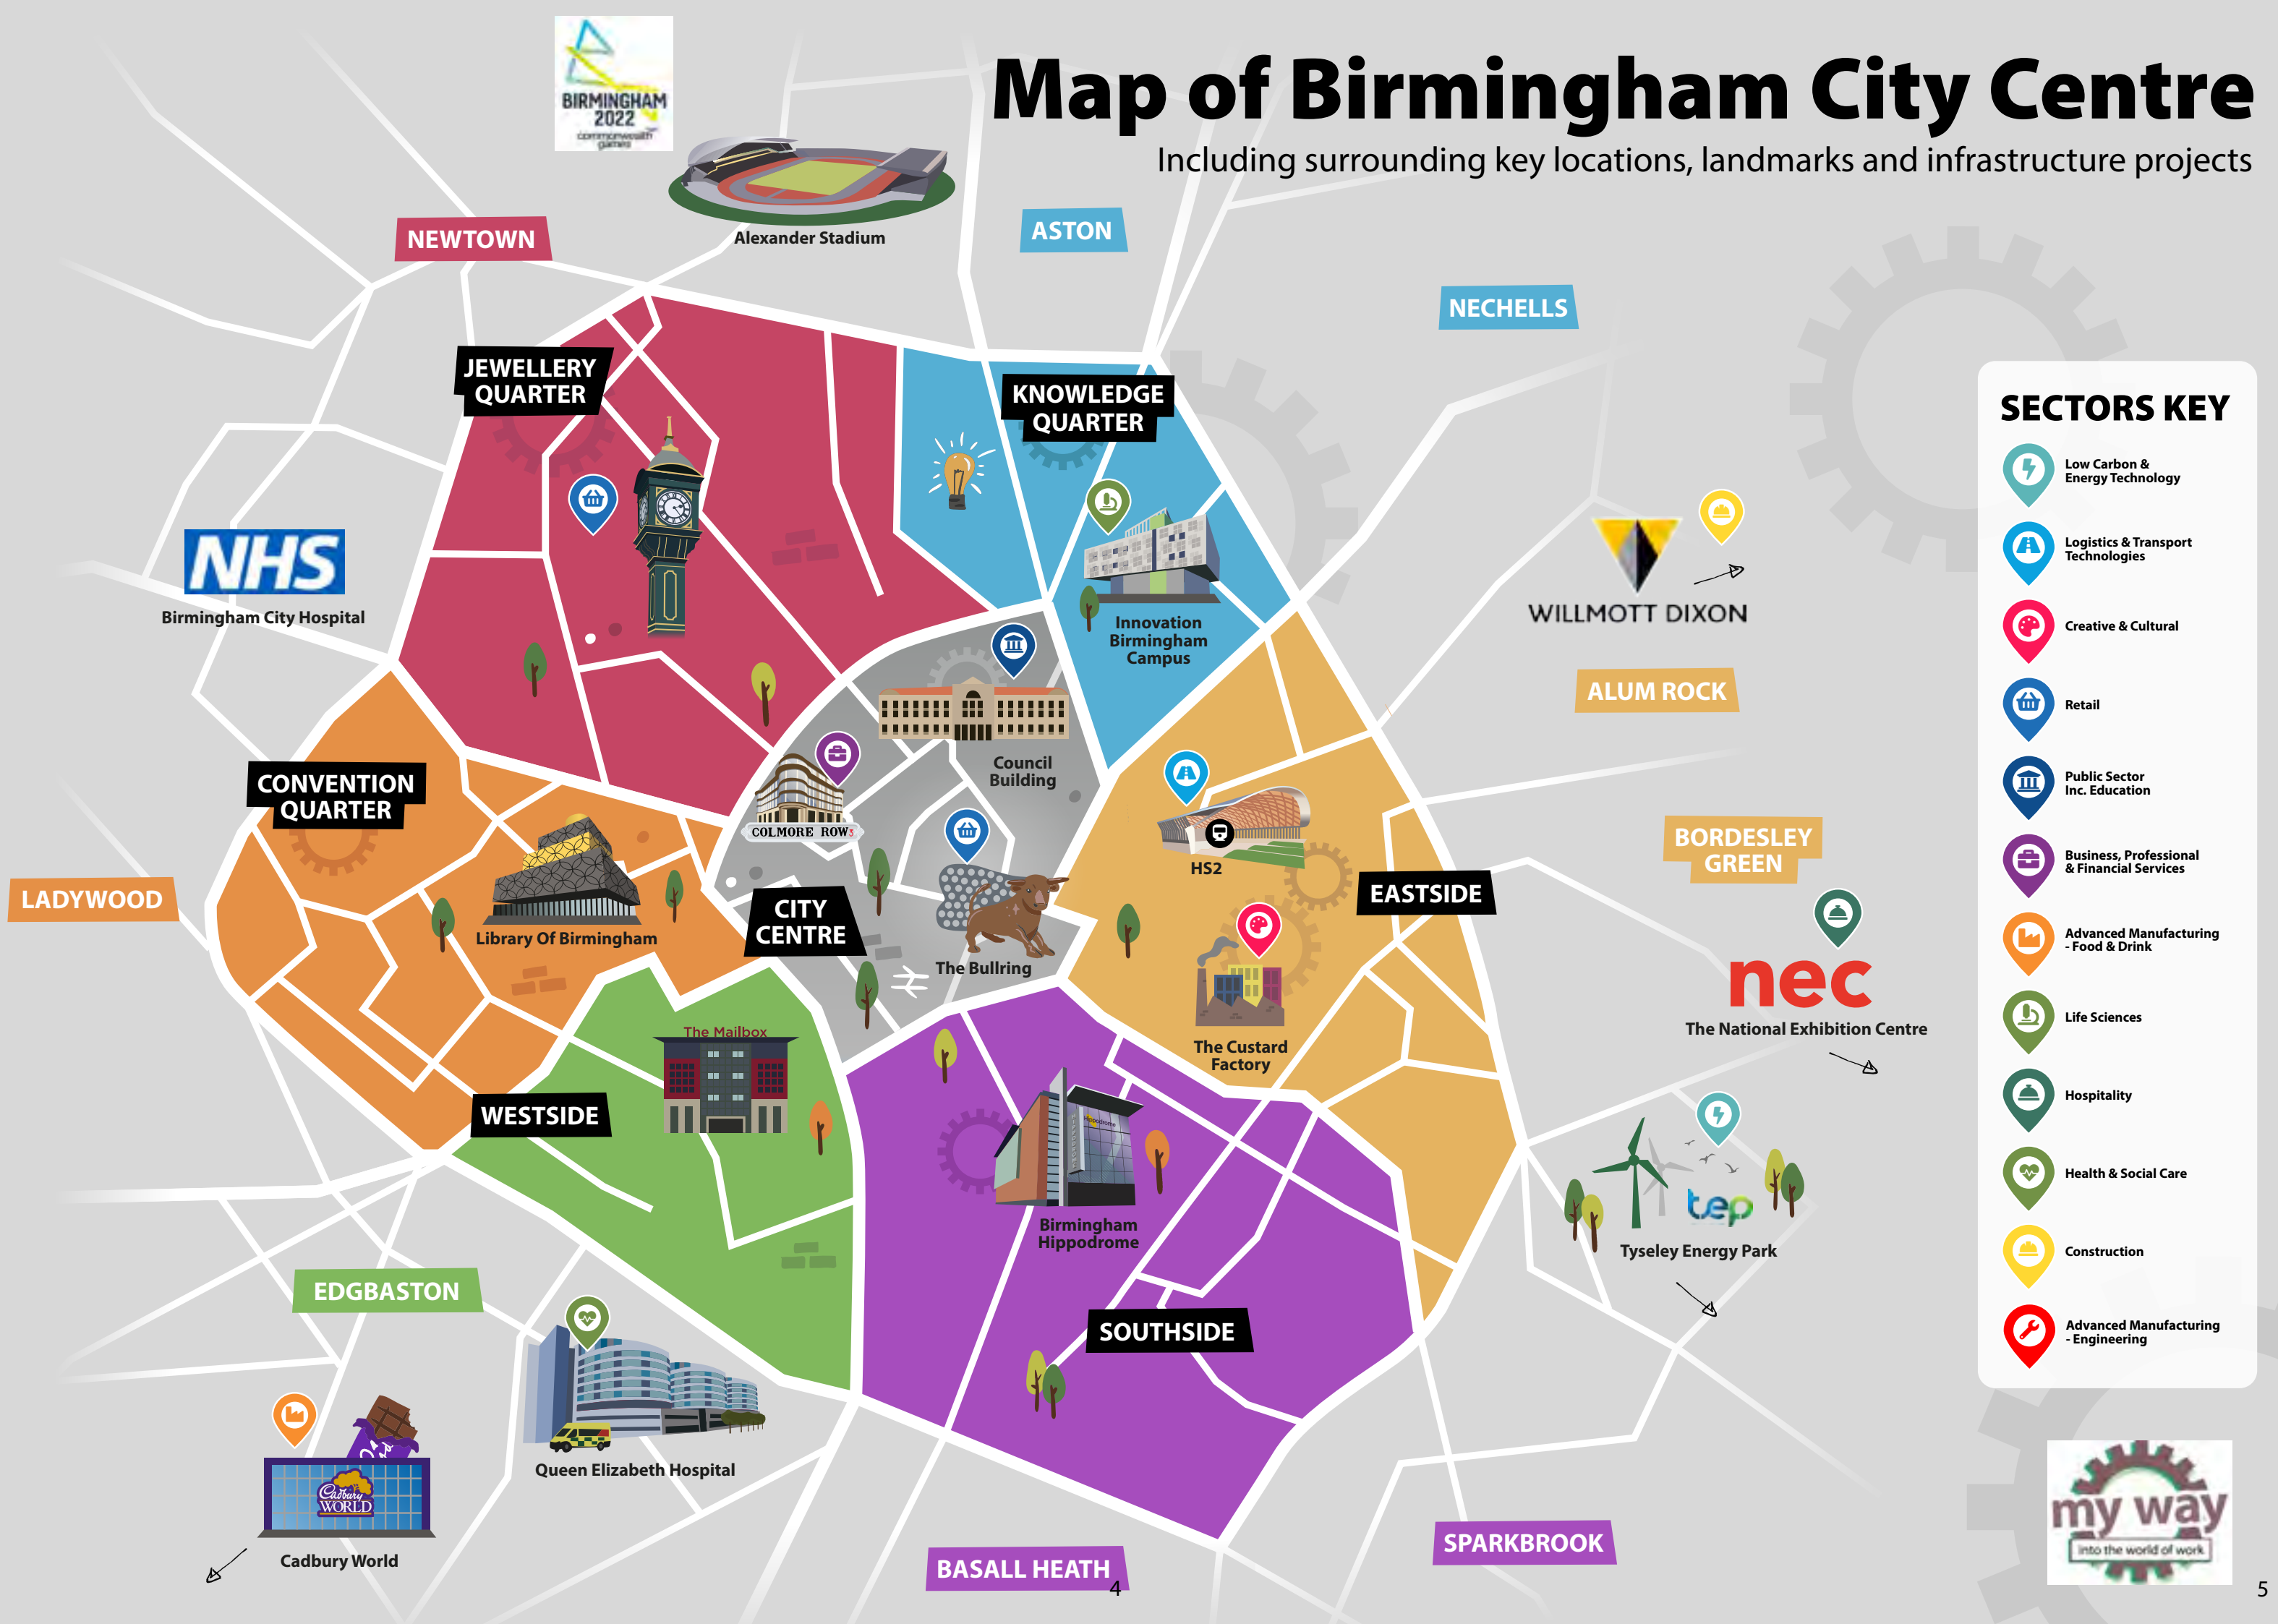 Map of Birmingham City Centre
Including surrounding key locations, landmarks and infrastructure projects
BIRMINGHAM
2022
commonwealth
games
Alexander Stadium
NEWTOWN
ASTON
NECHELLS
JEWELLERY
QUARTER
KNOWLEDGE
QUARTER
NHS
Birmingham City Hospital
Innovation
Birmingham
Campus
WILLMOTT DIXON
ALUM ROCK
CONVENTION
QUARTER
Council
Building
COLMORE ROW
HS2
BORDESLEY
GREEN
EASTSIDE
LADYWOOD
Library Of Birmingham
CITY
CENTRE
The Bullring
nec
The National Exhibition Centre
The Custard
Factory
The Mailbox
WESTSIDE
Birmingham
Hippodrome
tep
Tyseley Energy Park
EDGBASTON
SOUTHSIDE
Queen Elizabeth Hospital
Cadbury
WORLD
Cadbury World
BASALL HEATH
SPARKBROOK
4
SECTORS KEY
Low Carbon &
Energy Technology
Logistics & Transport
Technologies
Creative & Cultural
Retail
Public Sector
Inc. Education
Business, Professional
& Financial Services
Advanced Manufacturing
- Food & Drink
Life Sciences
Hospitality
Health & Social Care
Construction
Advanced Manufacturing
- Engineering
my way
into the world of work
5